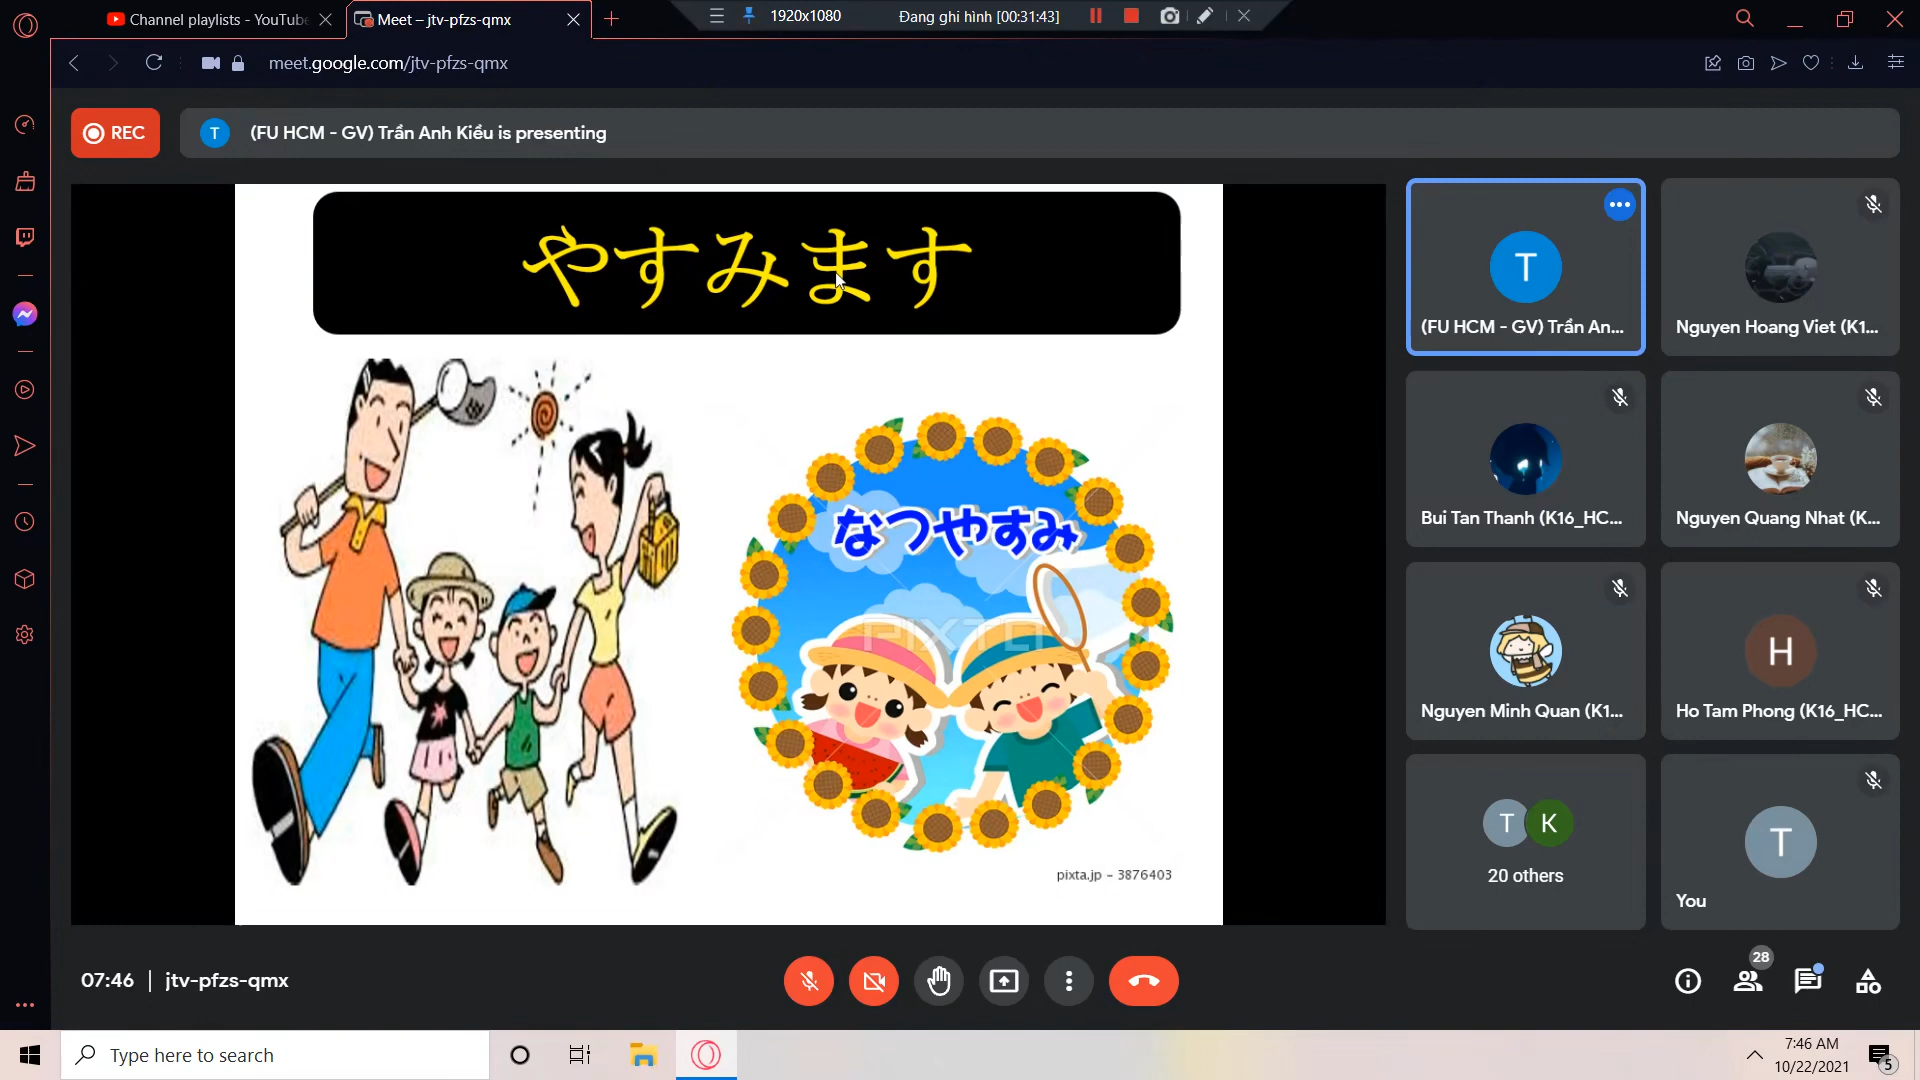 Channel playlists - YouTube
Meet – jtv-pfzs-qmx
1920x1080
Đang ghi hình [00:31:43]
meet.google.com/jtv-pfzs-qmx
REC
T
(FU HCM - GV) Trần Anh Kiều is presenting
やすみます
なつやすみ
PIXTA
pixta.jp - 3876403
T
(FU HCM - GV) Trần An...
Nguyen Hoang Viet (K1...
Bui Tan Thanh (K16_HC...
Nguyen Quang Nhat (K...
Nguyen Minh Quan (K1...
H
Ho Tam Phong (K16_HC...
T K
20 others
T
You
07:46 | jtv-pfzs-qmx
28
Type here to search
7:46 AM
10/22/2021
5